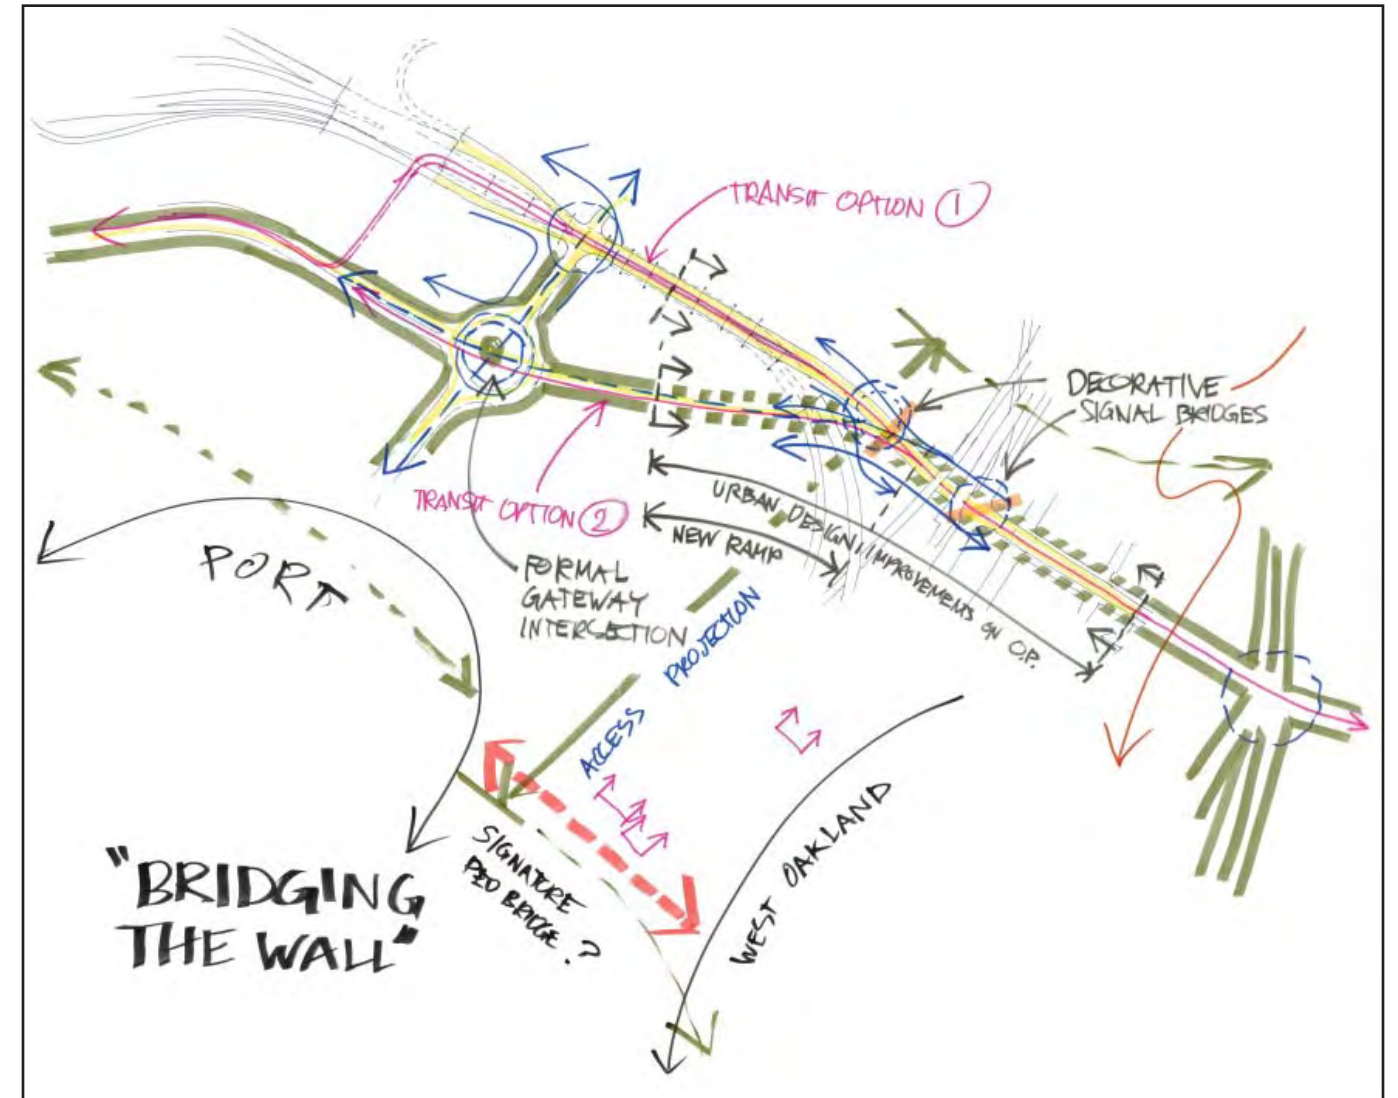 TRANSIT OPTION 1
DECORATIVE
SIGNAL BRIDGES
TRANSIT OPTION 2
URBAN DESIGN IMPROVEMENTS ON O.P.
NEW RAMP
PORT
FORMAL
GATEWAY
INTERSECTION
ACCESS PROJECTION
SIGNATURE
PED BRIDGE.?
WEST OAKLAND
"BRIDGING
THE WALL"